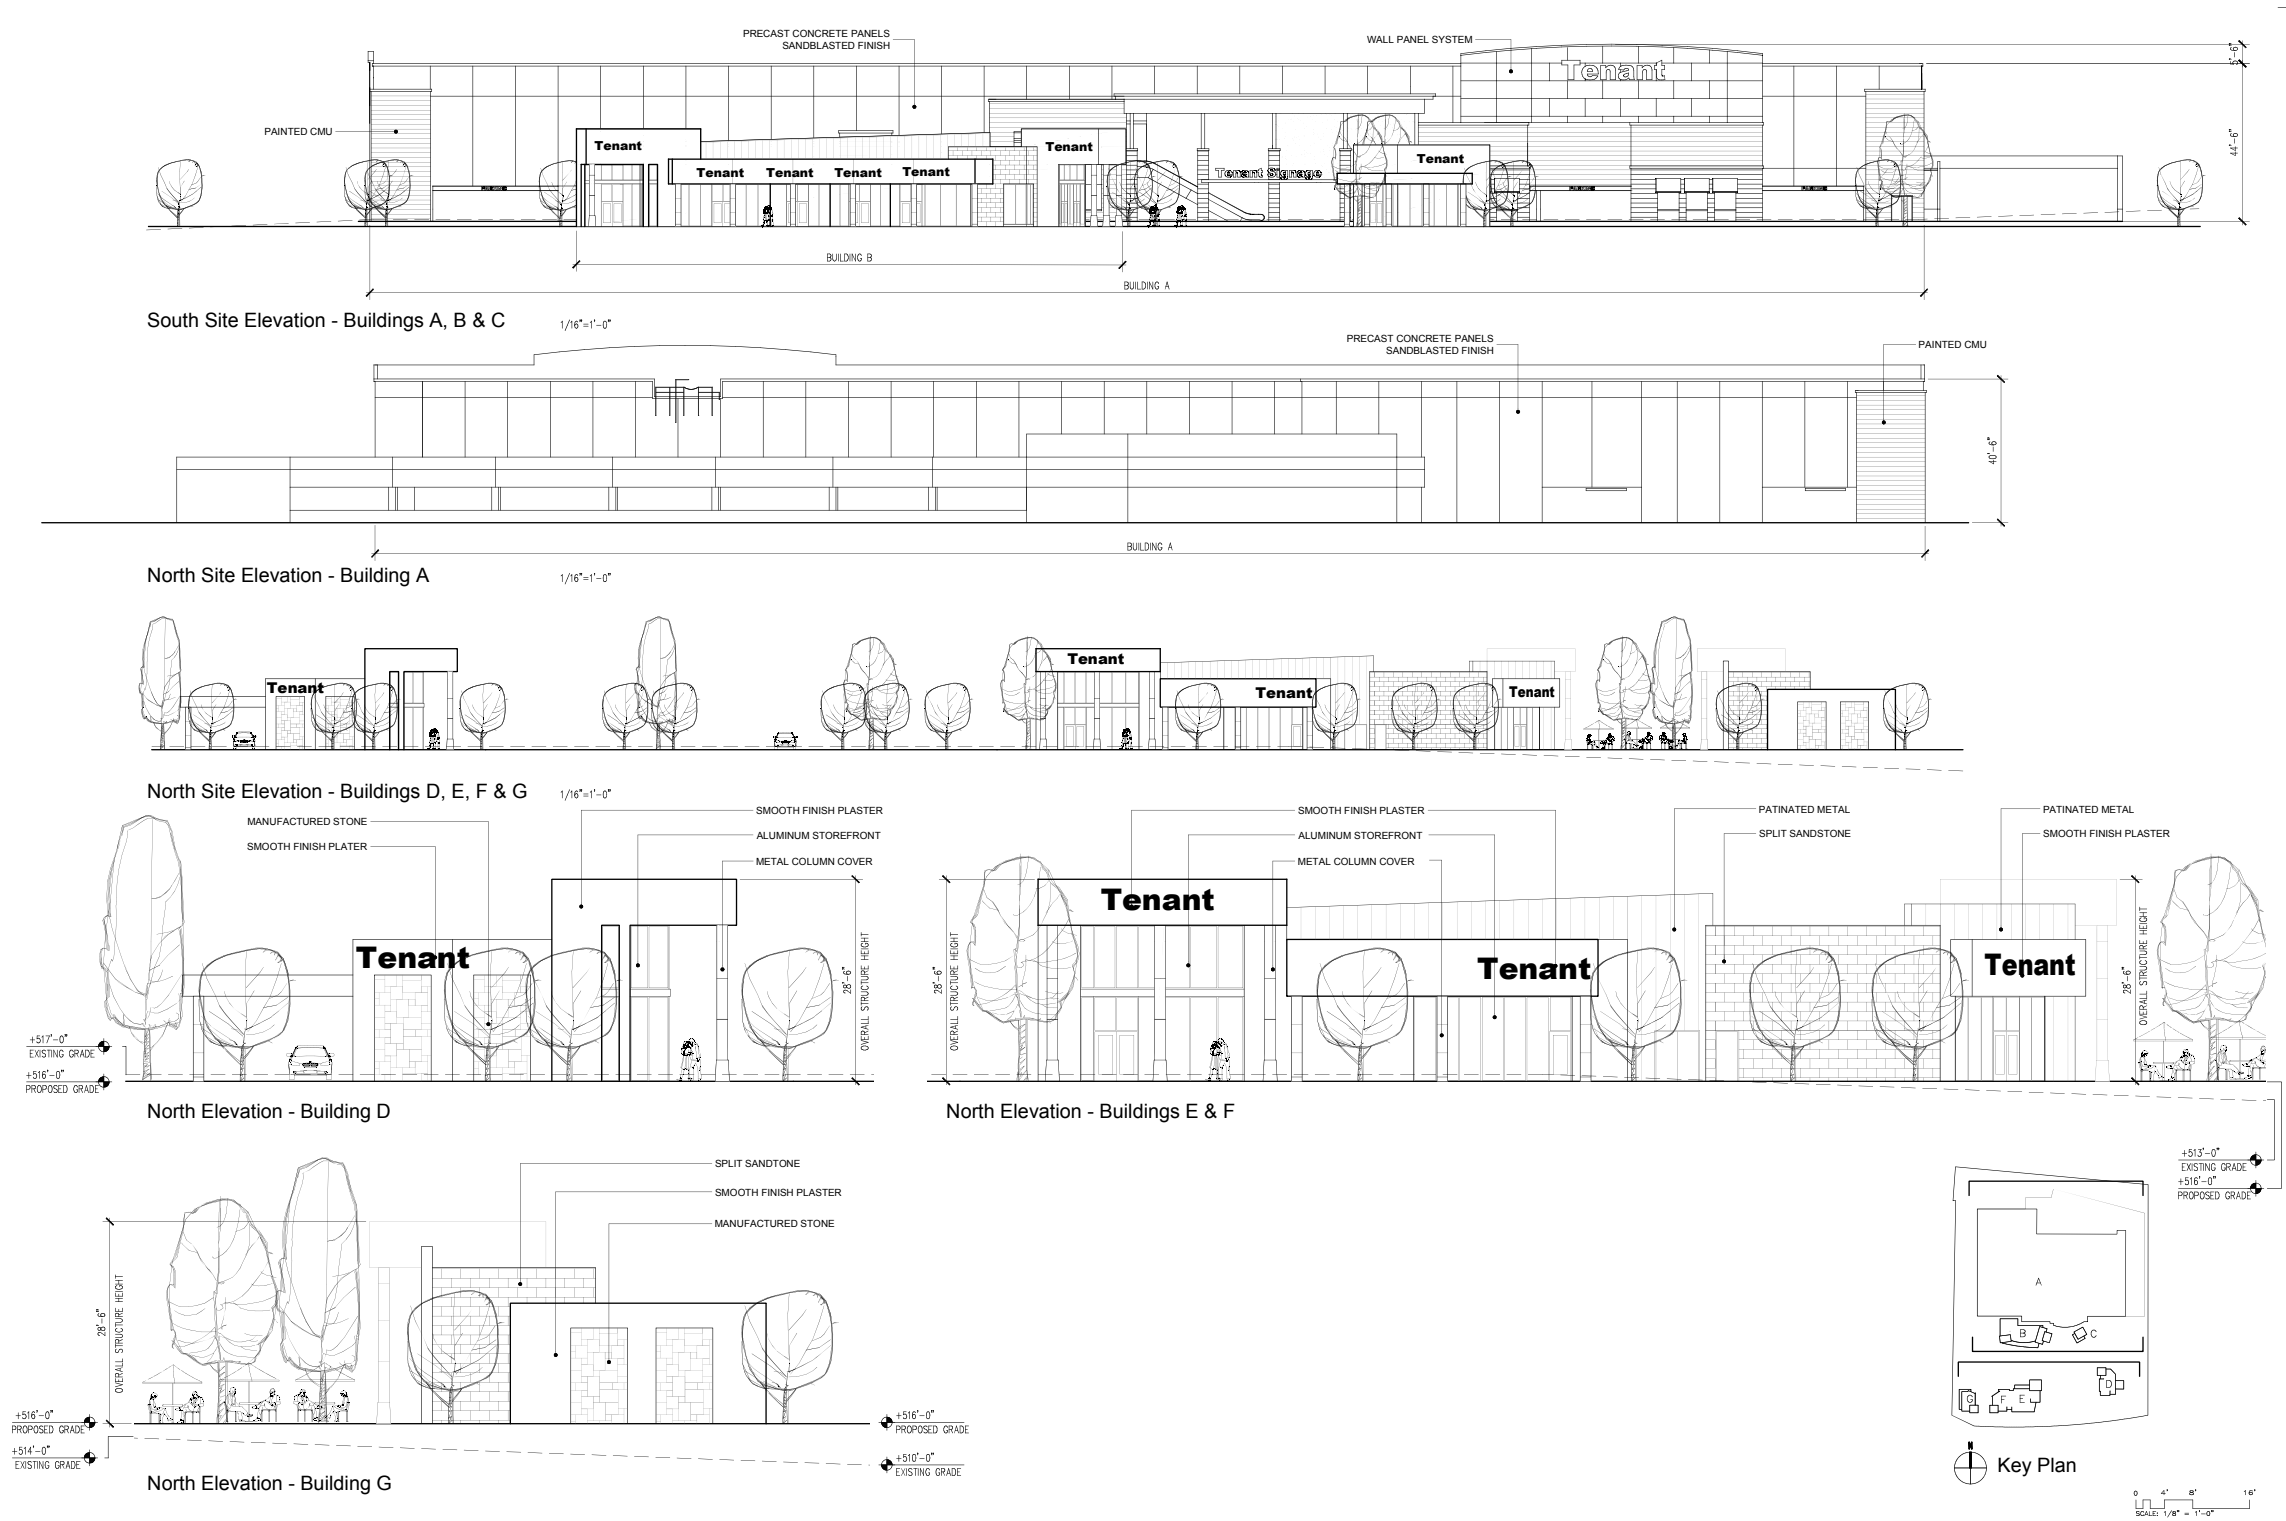 PRECAST CONCRETE PANELS
SANDBLASTED FINISH
WALL PANEL SYSTEM
PAINTED CMU
Tenant
5'-6"
44'-6"
Tenant
Tenant
Tenant
Tenant
Tenant
Tenant
Tenant
Tenant Signage
BUILDING B
BUILDING A
South Site Elevation - Buildings A, B & C
1/16"=1'-0"
PRECAST CONCRETE PANELS
SANDBLASTED FINISH
PAINTED CMU
40'-6"
BUILDING A
North Site Elevation - Building A
1/16"=1'-0"
Tenant
Tenant
Tenant
Tenant
North Site Elevation - Buildings D, E, F & G
1/16"=1'-0"
MANUFACTURED STONE
SMOOTH FINISH PLATER
SMOOTH FINISH PLASTER
ALUMINUM STOREFRONT
METAL COLUMN COVER
Tenant
28'-6"
OVERALL STRUCTURE HEIGHT
+517'-0"
EXISTING GRADE
+516'-0"
PROPOSED GRADE
North Elevation - Building D
SMOOTH FINISH PLASTER
ALUMINUM STOREFRONT
METAL COLUMN COVER
PATINATED METAL
SPLIT SANDSTONE
PATINATED METAL
SMOOTH FINISH PLASTER
28'-6"
OVERALL STRUCTURE HEIGHT
Tenant
Tenant
Tenant
28'-6"
OVERALL STRUCTURE HEIGHT
North Elevation - Buildings E & F
+513'-0"
EXISTING GRADE
+516'-0"
PROPOSED GRADE
SPLIT SANDTONE
SMOOTH FINISH PLASTER
MANUFACTURED STONE
28'-6"
OVERALL STRUCTURE HEIGHT
+516'-0"
PROPOSED GRADE
+514'-0"
EXISTING GRADE
+516'-0"
PROPOSED GRADE
+510'-0"
EXISTING GRADE
North Elevation - Building G
A
B
C
D
G
F
E
N
Key Plan
0 4' 8' 16'
SCALE: 1/8" = 1'-0"